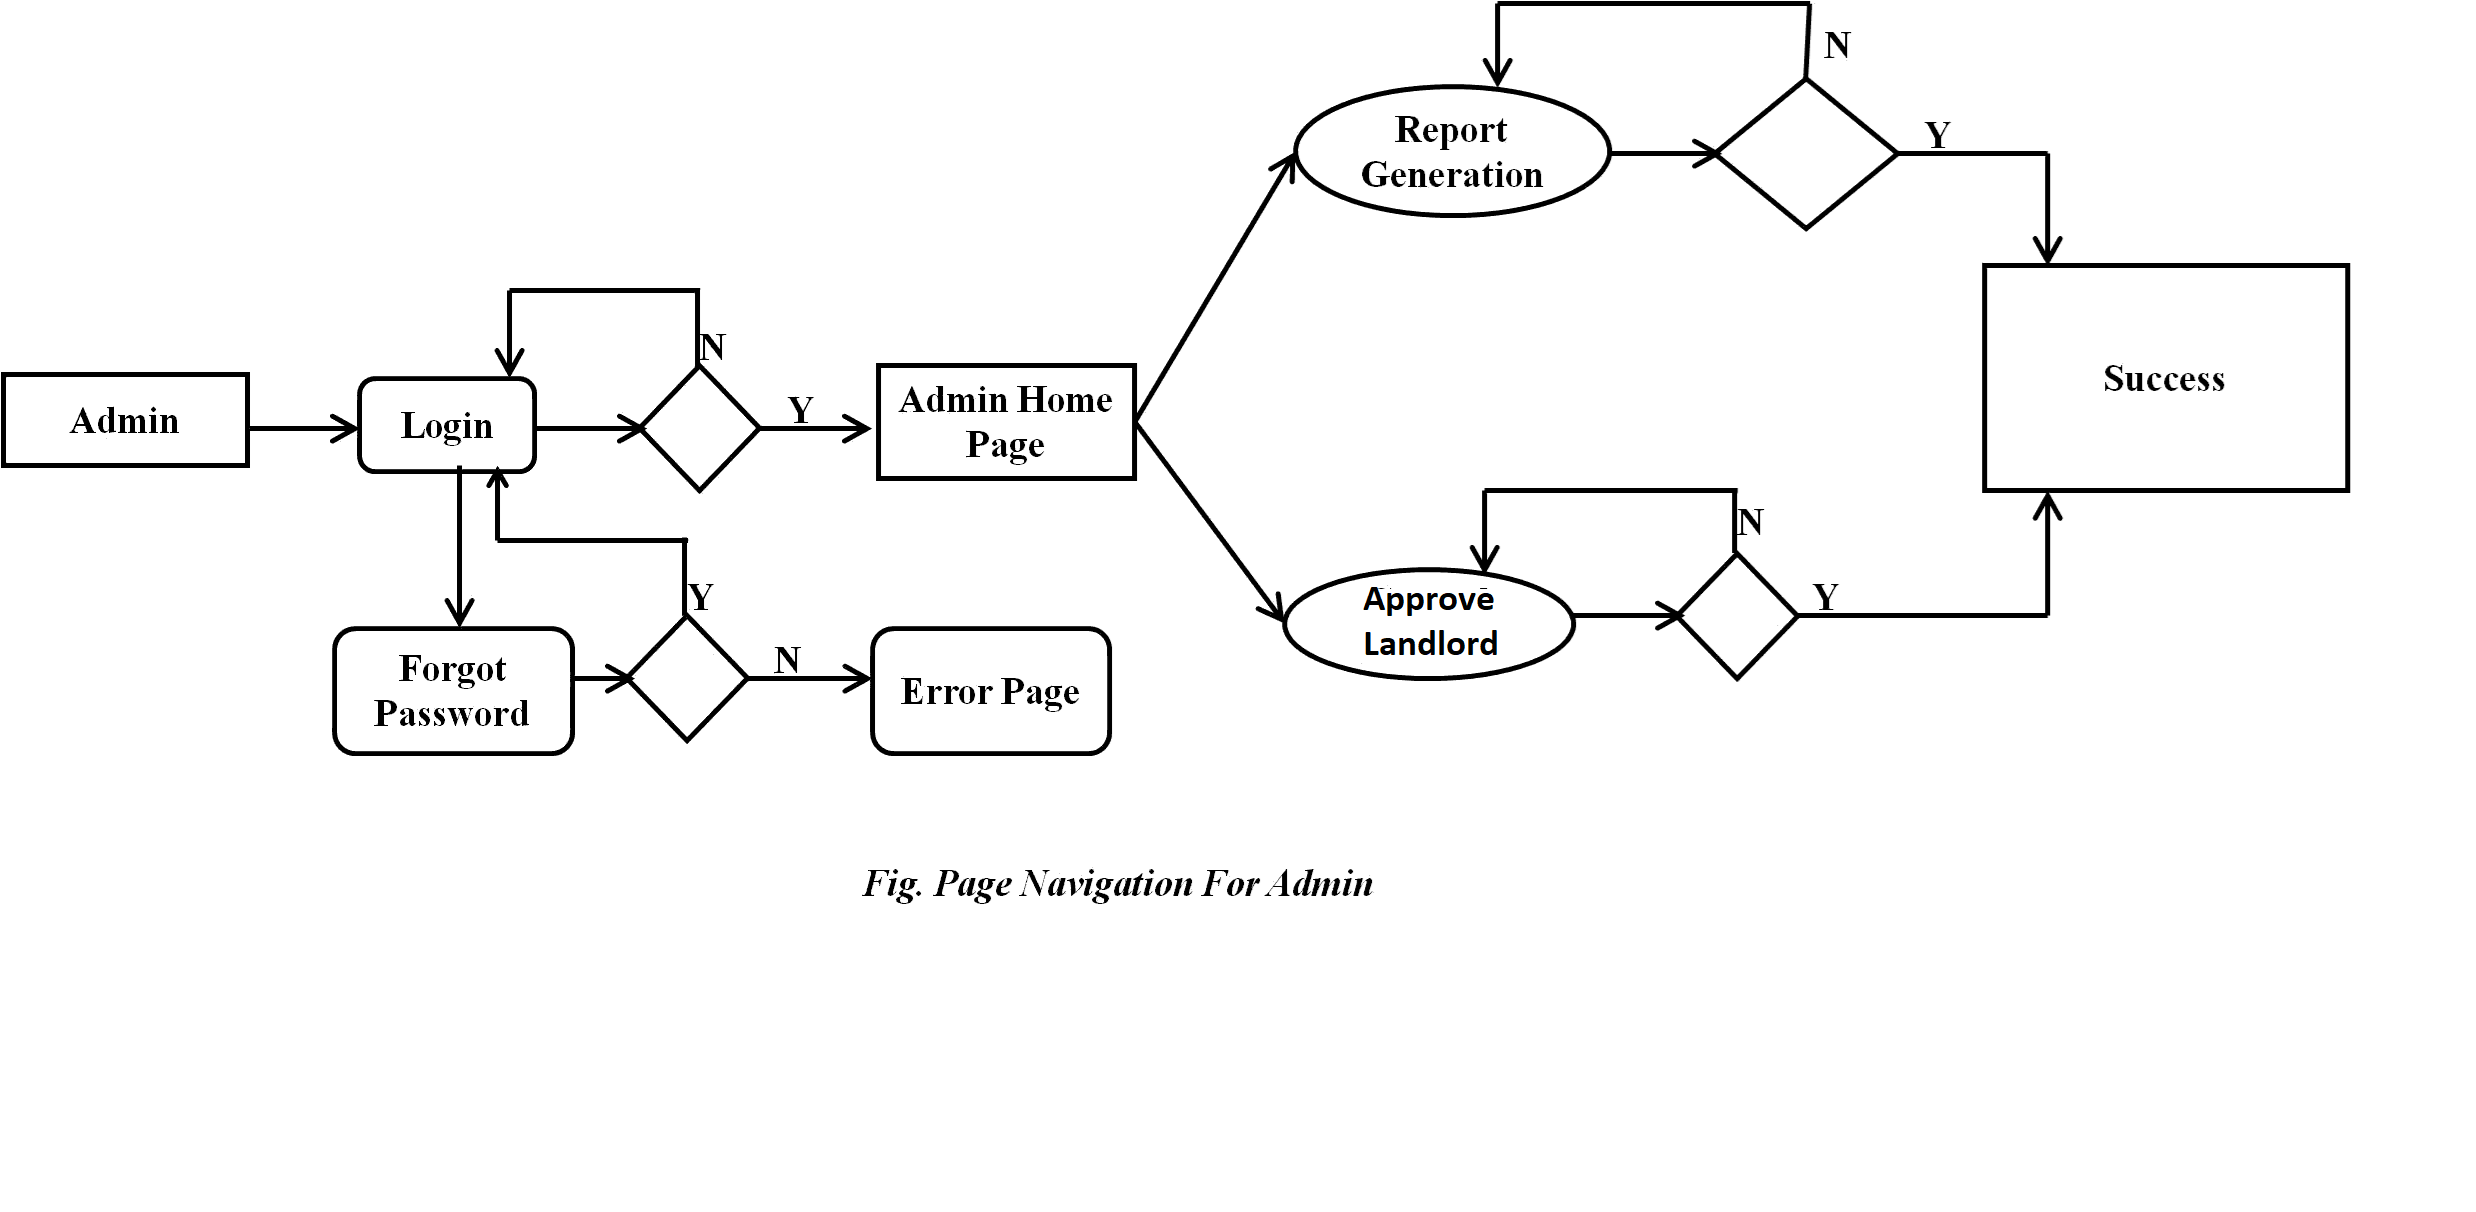 N
Report
Generation
Y
N
Admin
Login
Y
Admin Home
Page
Success
N
Approve
Landlord
Y
Y
Forgot
Password
N
Error Page
Fig. Page Navigation For Admin